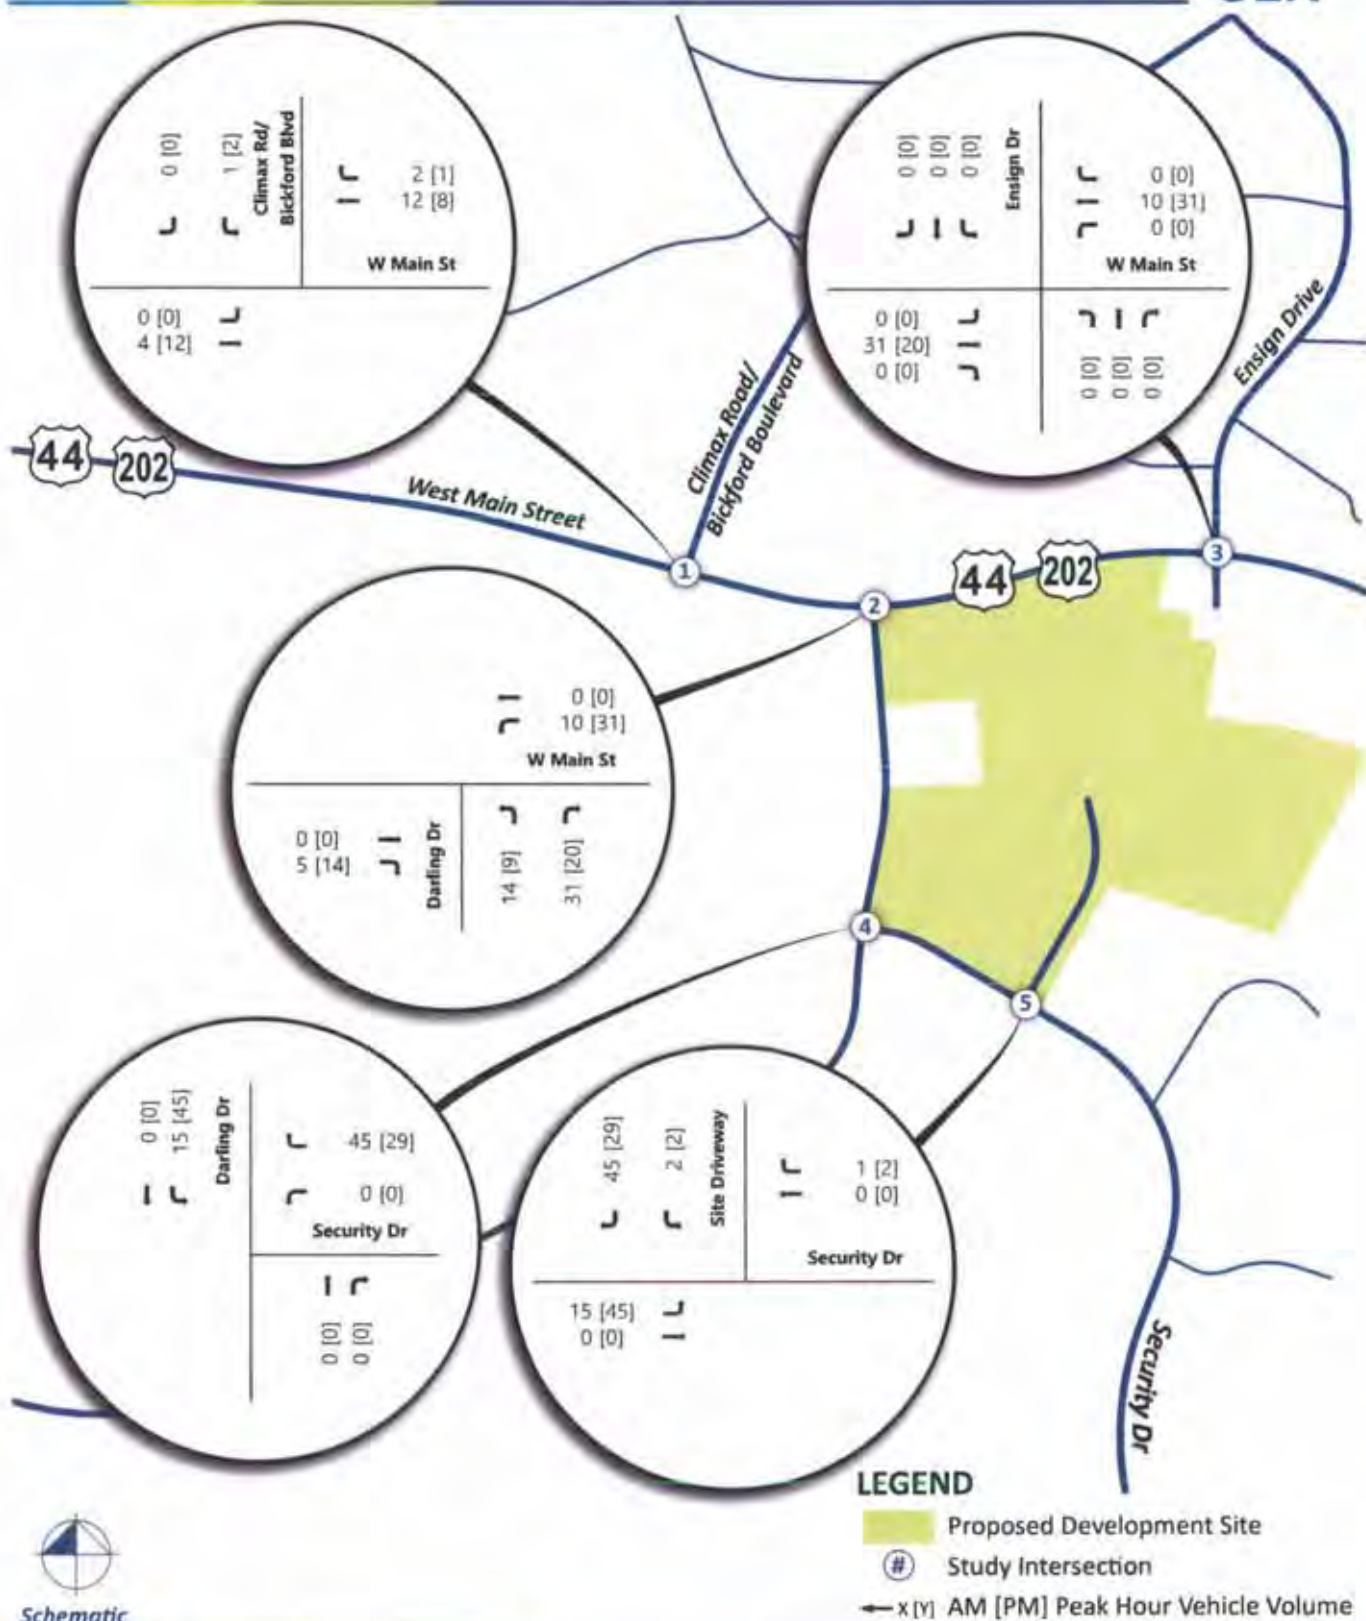 0 [0]
1 [2]
Climax Rd/
Bickford Blvd
2 [1]
12 [8]
W Main St
0 [0]
4 [12]
0 [0]
0 [0]
0 [0]
Ensign Dr
0 [0]
10 [31]
0 [0]
W Main St
0 [0]
31 [20]
0 [0]
0 [0]
0 [0]
0 [0]
Ensign Drive
Climax Road/
Bickford Boulevard
44
202
West Main Street
1
2
44
202
3
0 [0]
10 [31]
W Main St
0 [0]
5 [14]
Darling Dr
14 [9]
31 [20]
4
5
0 [0]
15 [45]
Darling Dr
45 [29]
0 [0]
Security Dr
0 [0]
0 [0]
45 [29]
2 [2]
Site Driveway
1 [2]
0 [0]
Security Dr
15 [45]
0 [0]
Security Dr
LEGEND
Proposed Development Site
# Study Intersection
X [Y] AM [PM] Peak Hour Vehicle Volume
Schematic